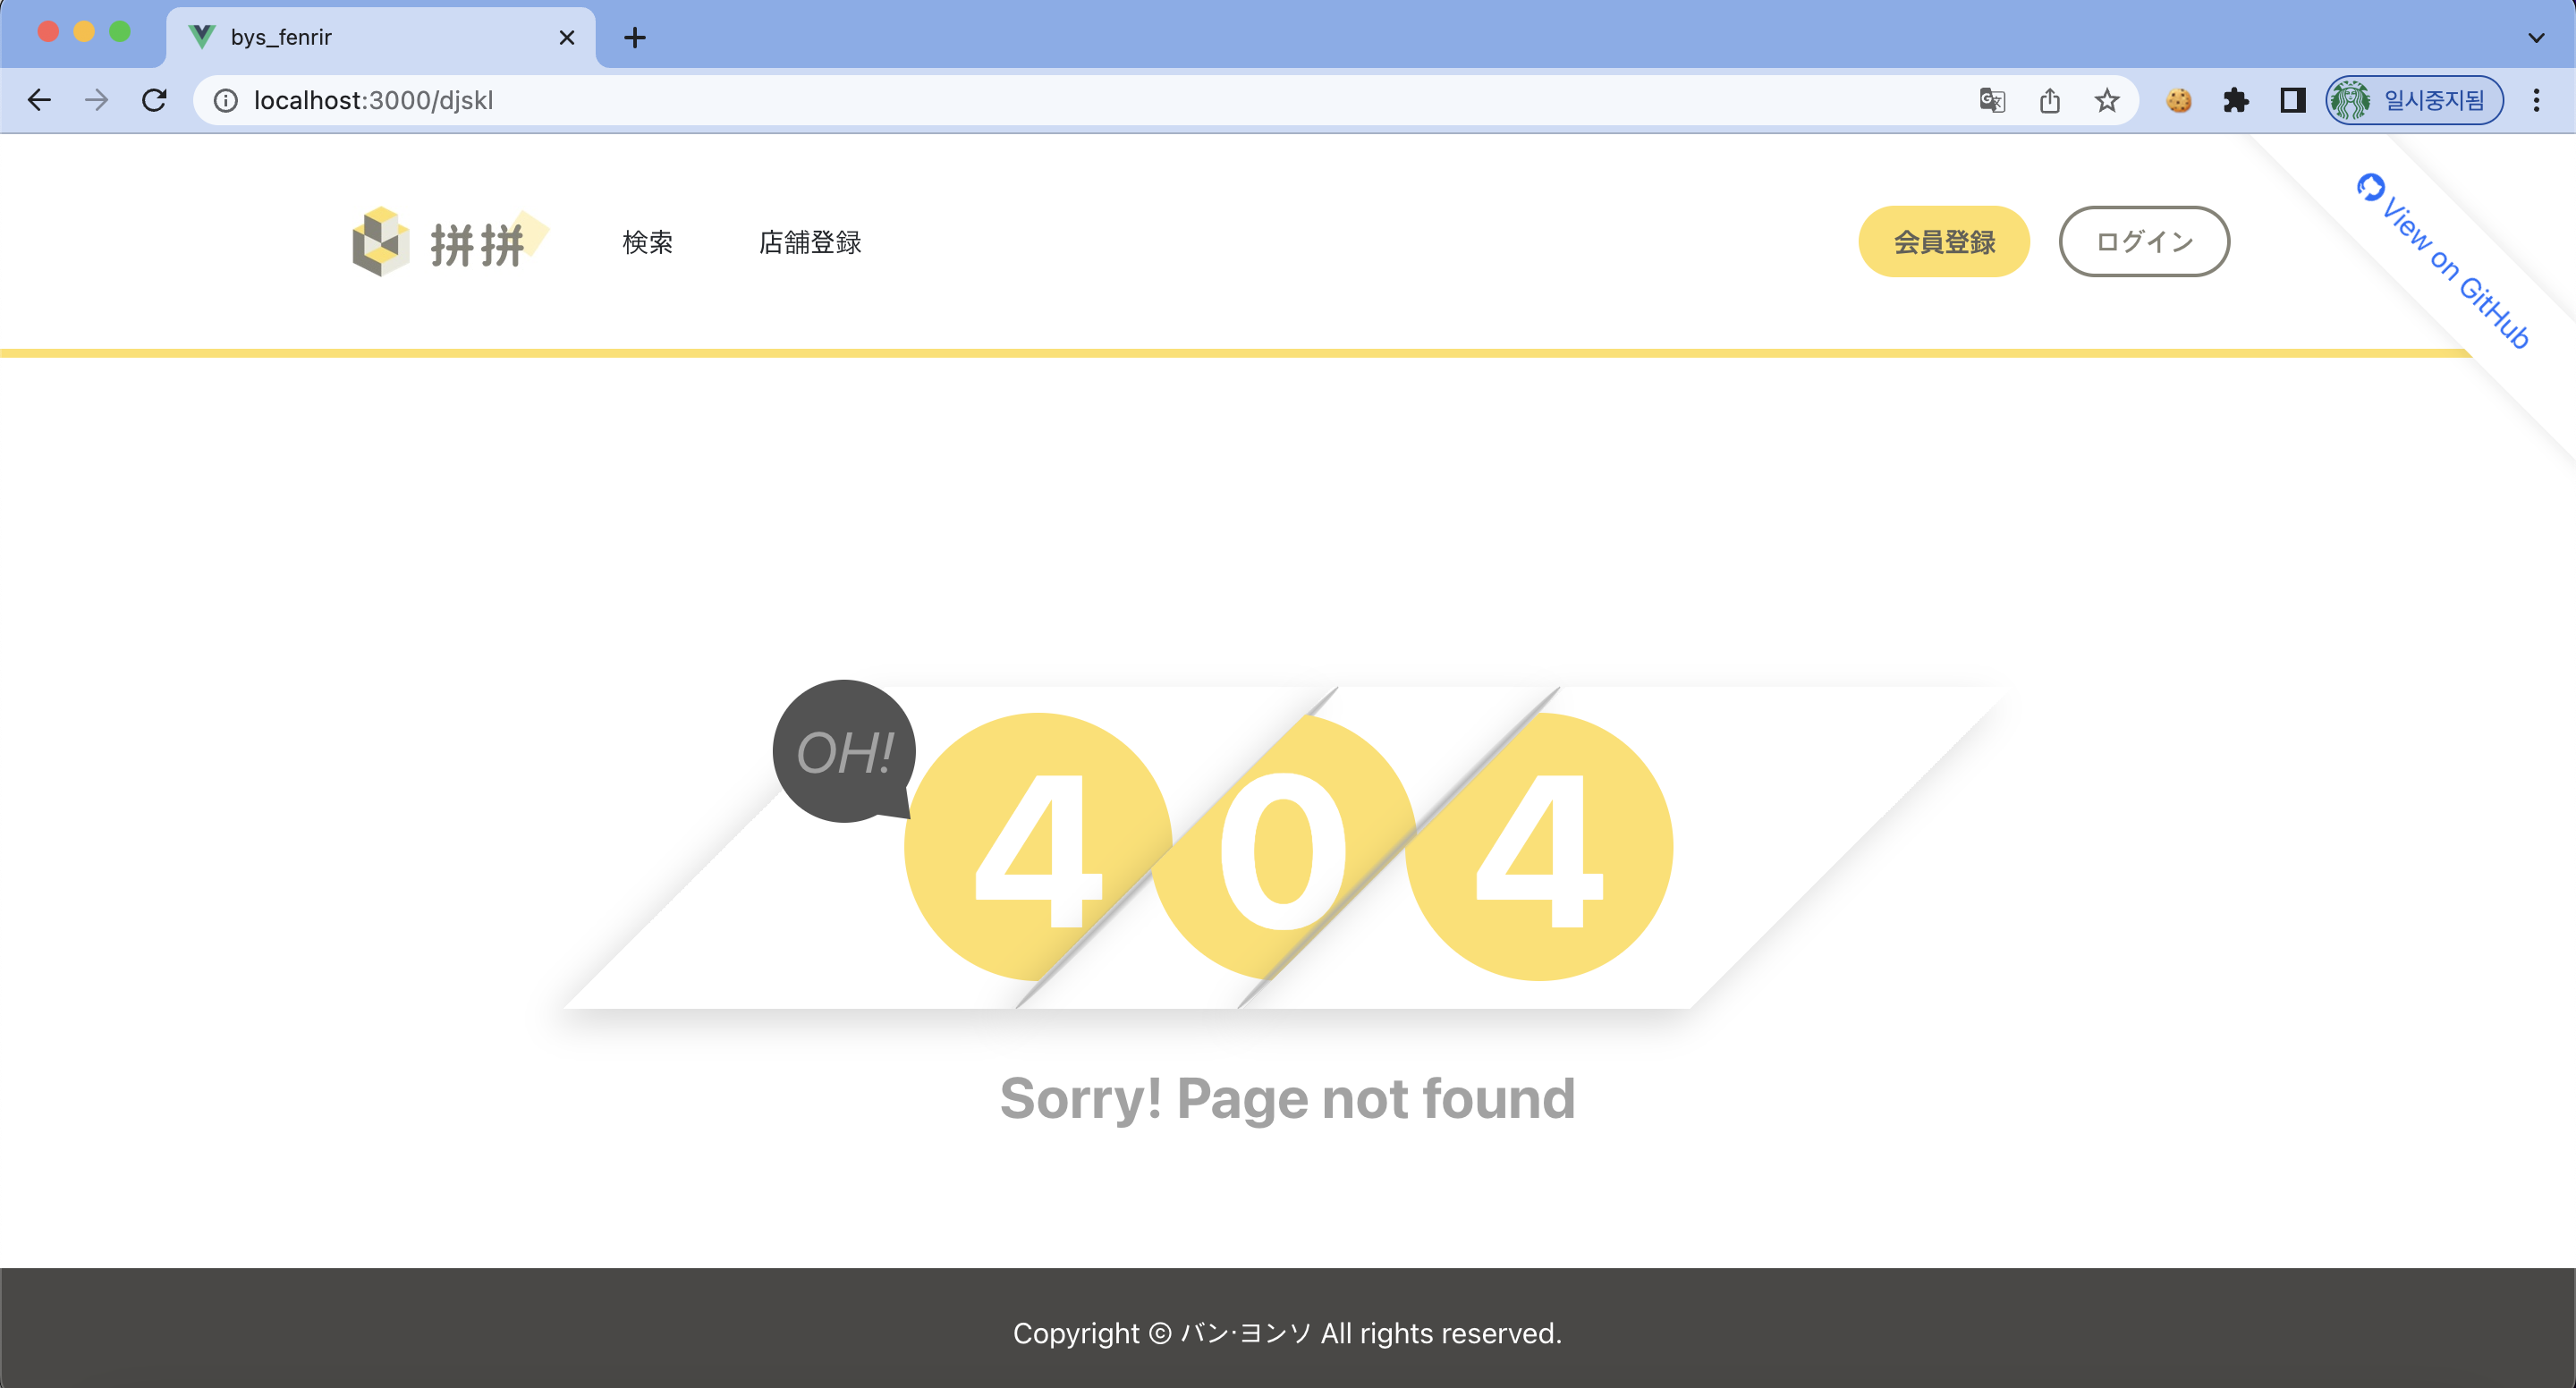 bys_fenrir
localhost:3000/djskl
일시중지됨
拼拼
検索
店舗登録
会員登録
ログイン
View on GitHub
OH!
404
Sorry! Page not found
Copyright ⓒ バン·ヨンソ All rights reserved.